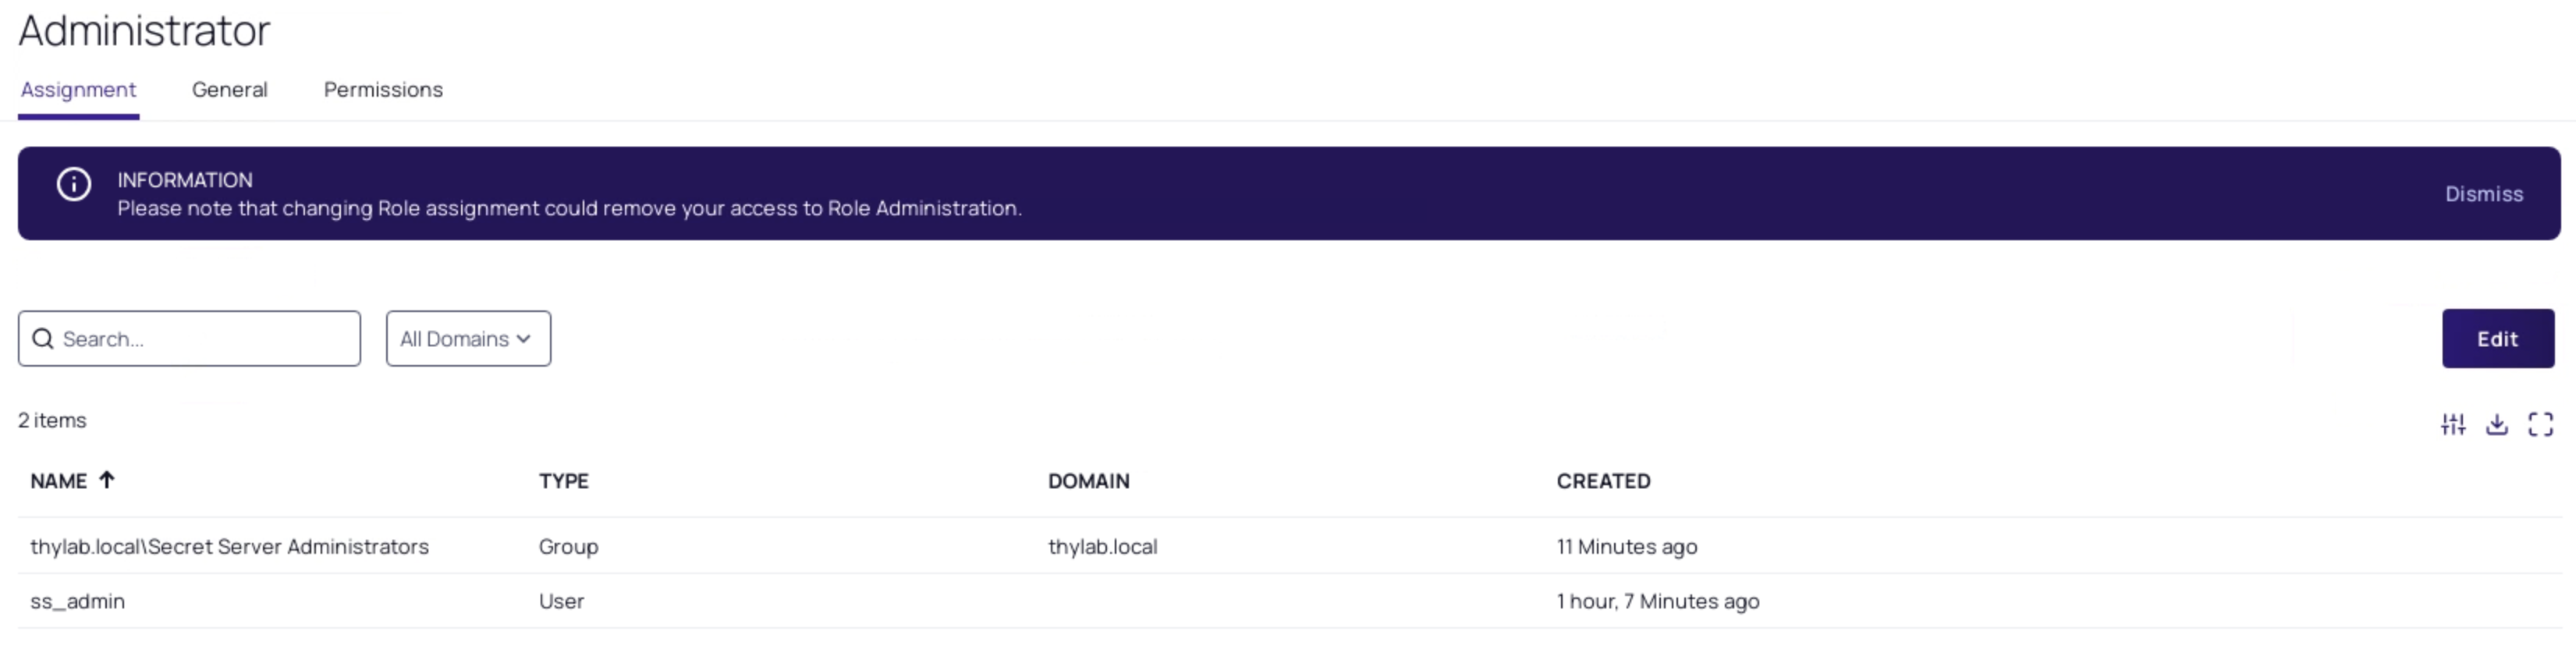 Administrator
Assignment General Permissions
INFORMATION
Please note that changing Role assignment could remove your access to Role Administration.
Dismiss
Search... All Domains Edit
2 items
NAME TYPE DOMAIN CREATED
thylab.local\Secret Server Administrators Group thylab.local 11 Minutes ago
ss_admin User 1 hour, 7 Minutes ago